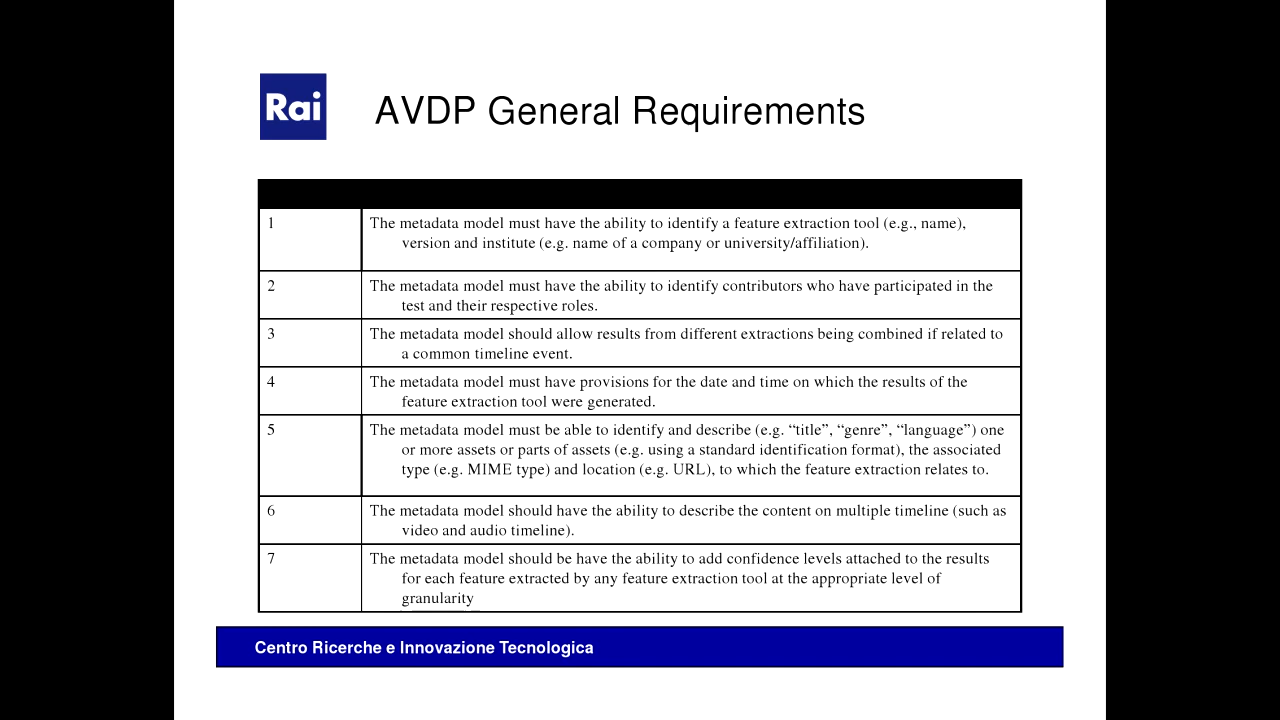 Rai
AVDP General Requirements
1
The metadata model must have the ability to identify a feature extraction tool (e.g., name),
version and institute (e.g. name of a company or university/affiliation).
2
The metadata model must have the ability to identify contributors who have participated in the
test and their respective roles.
3
The metadata model should allow results from different extractions being combined if related to
a common timeline event.
4
The metadata model must have provisions for the date and time on which the results of the
feature extraction tool were generated.
5
The metadata model must be able to identify and describe (e.g. “title”, “genre”, “language”) one
or more assets or parts of assets (e.g. using a standard identification format), the associated
type (e.g. MIME type) and location (e.g. URL), to which the feature extraction relates to.
6
The metadata model should have the ability to describe the content on multiple timeline (such as
video and audio timeline).
7
The metadata model should be have the ability to add confidence levels attached to the results
for each feature extracted by any feature extraction tool at the appropriate level of
granularity
Centro Ricerche e Innovazione Tecnologica